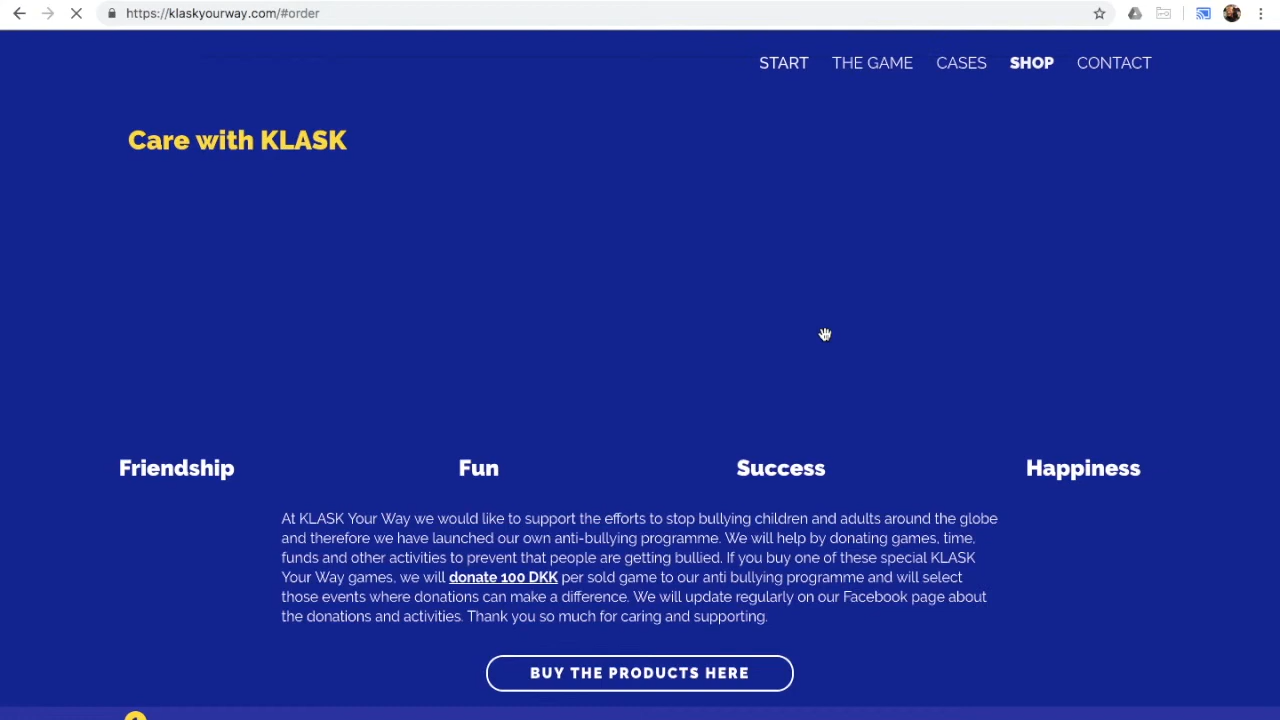 https://klaskyourway.com/#order
START THE GAME CASES SHOP CONTACT
Care with KLASK
Friendship Fun Success Happiness
At KLASK Your Way we would like to support the efforts to stop bullying children and adults around the globe
and therefore we have launched our own anti-bullying programme. We will help by donating games, time,
funds and other activities to prevent that people are getting bullied. If you buy one of these special KLASK
Your Way games, we will donate 100 DKK per sold game to our anti bullying programme and will select
those events where donations can make a difference. We will update regularly on our Facebook page about
the donations and activities. Thank you so much for caring and supporting.
BUY THE PRODUCTS HERE